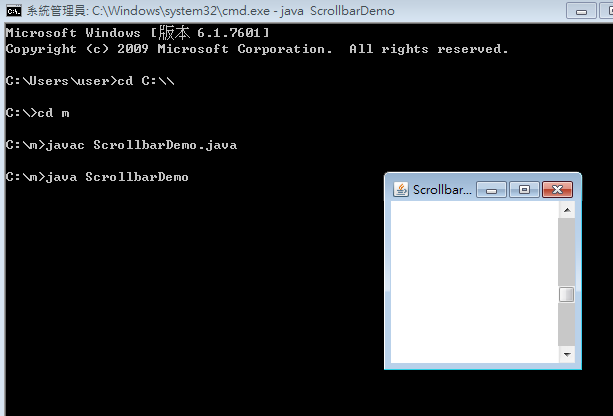 系統管理員: C:\Windows\system32\cmd.exe - java ScrollbarDemo
Microsoft Windows [版本 6.1.7601]
Copyright (c) 2009 Microsoft Corporation.  All rights reserved.
C:\Users\user>cd C:\\
C:\>cd m
C:\m>javac ScrollbarDemo.java
C:\m>java ScrollbarDemo
Scrollbar...